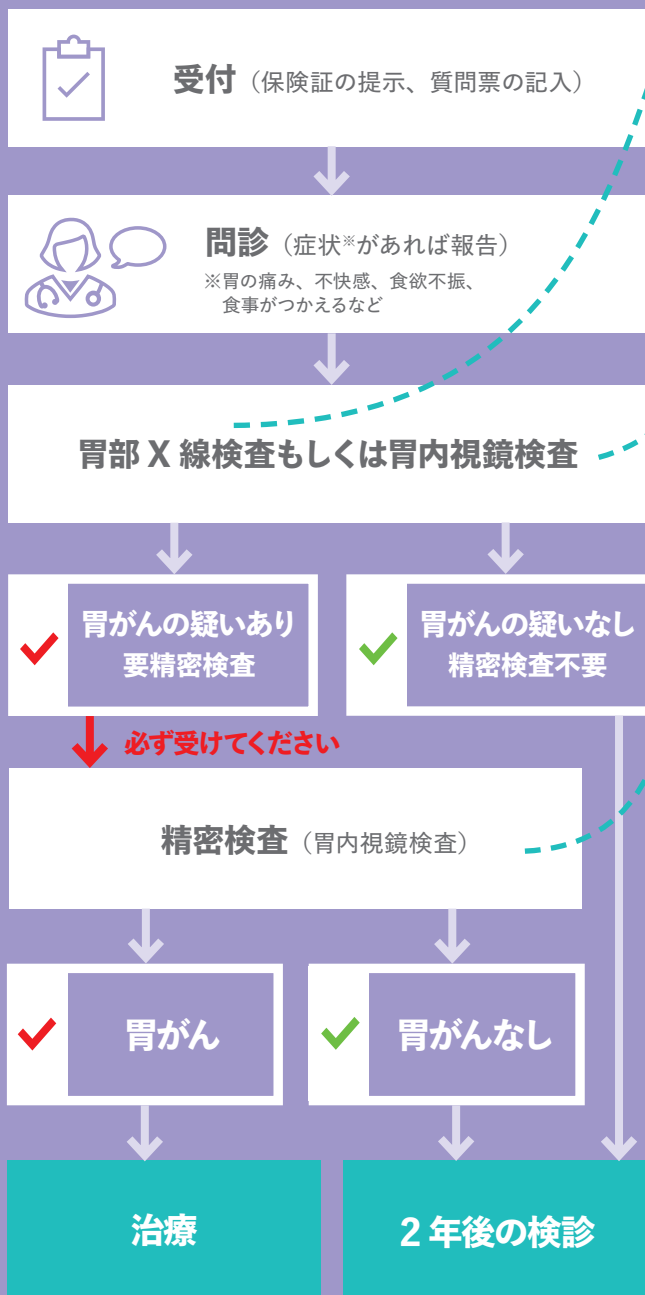 受付（保険証の提示、質問票の記入）
問診（症状※があれば報告）
※胃の痛み、不快感、食欲不振、
食事がつかえるなど
胃部 X 線検査もしくは胃内視鏡検査
胃がんの疑いあり
要精密検査
胃がんの疑いなし
精密検査不要
必ず受けてください
精密検査（胃内視鏡検査）
胃がん
胃がんなし
治療
2 年後の検診